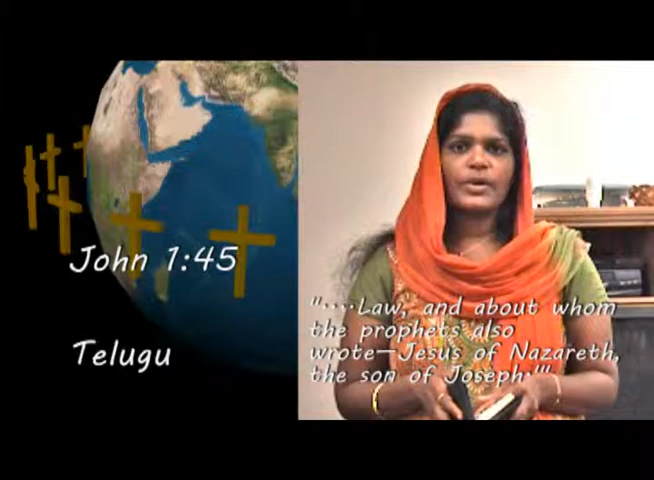 John 1:45
Telugu
"....Law, and about whom
the prophets also
wrote—Jesus of Nazareth,
the son of Joseph."'